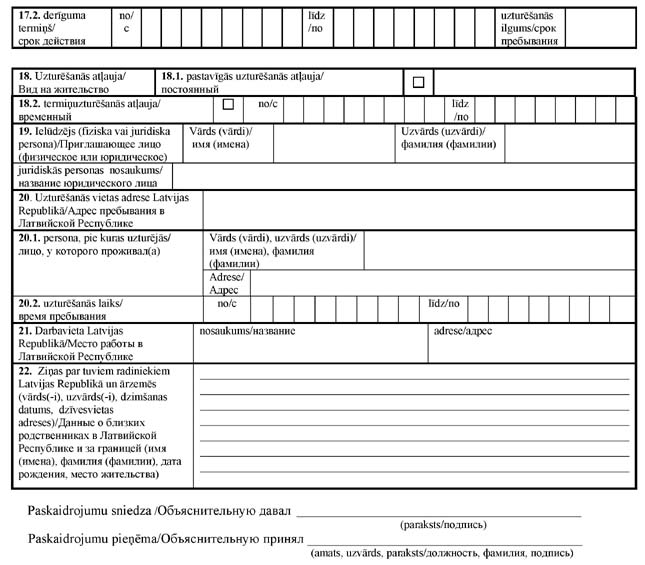 17.2. derīguma termiņš/ срок действия
no/с
līdz /по
uzturēšanās ilgums/срок пребывания
18. Uzturēšanās atļauja/ Вид на жительство
18.1. pastavīgās uzturēšanās atļauja/ постоянный
18.2. termiņuzturēšanās atļauja/ временный
no/с
līdz /по
19. Ielūdzējs (fiziska vai juridiska persona)/Приглашающее лицо (физическое или юридическое)
Vārds (vārdi)/ имя (имена)
Uzvārds (uzvārdi)/ фамилия (фамилии)
juridiskās personas nosaukums/ название юридического лица
20. Uzturēšanās vietas adrese Latvijas Republikā/Адрес пребывания в Латвийской Республике
20.1. persona, pie kuras uzturējās/ лицо, у которого проживал(а)
Vārds (vārdi), uzvārds (uzvārdi)/ имя (имена), фамилия (фамилии)
Adrese/ Адрес
20.2. uzturēšanās laiks/ время пребывания
no/с
līdz/по
21. Darbavieta Latvijas Republikā/Место работы в Латвийской Республике
nosaukums/название
adrese/адрес
22. Ziņas par tuviem radiniekiem
Latvijas Republikā un ārzemēs
(vārds(-i), uzvārds(-i), dzimšanas
datums, dzīvesvietas
adreses)/Данные о близких
родственниках в Латвийской
Республике и за границей (имя
(имена), фамилия (фамилии), дата
рождения, место жительства)
Paskaidrojumu sniedza /Объяснительную давал
(paraksts/подпись)
Paskaidrojumu pieņēma/Объяснительную принял
(amats, uzvārds, paraksts/должность, фамилия, подпись)